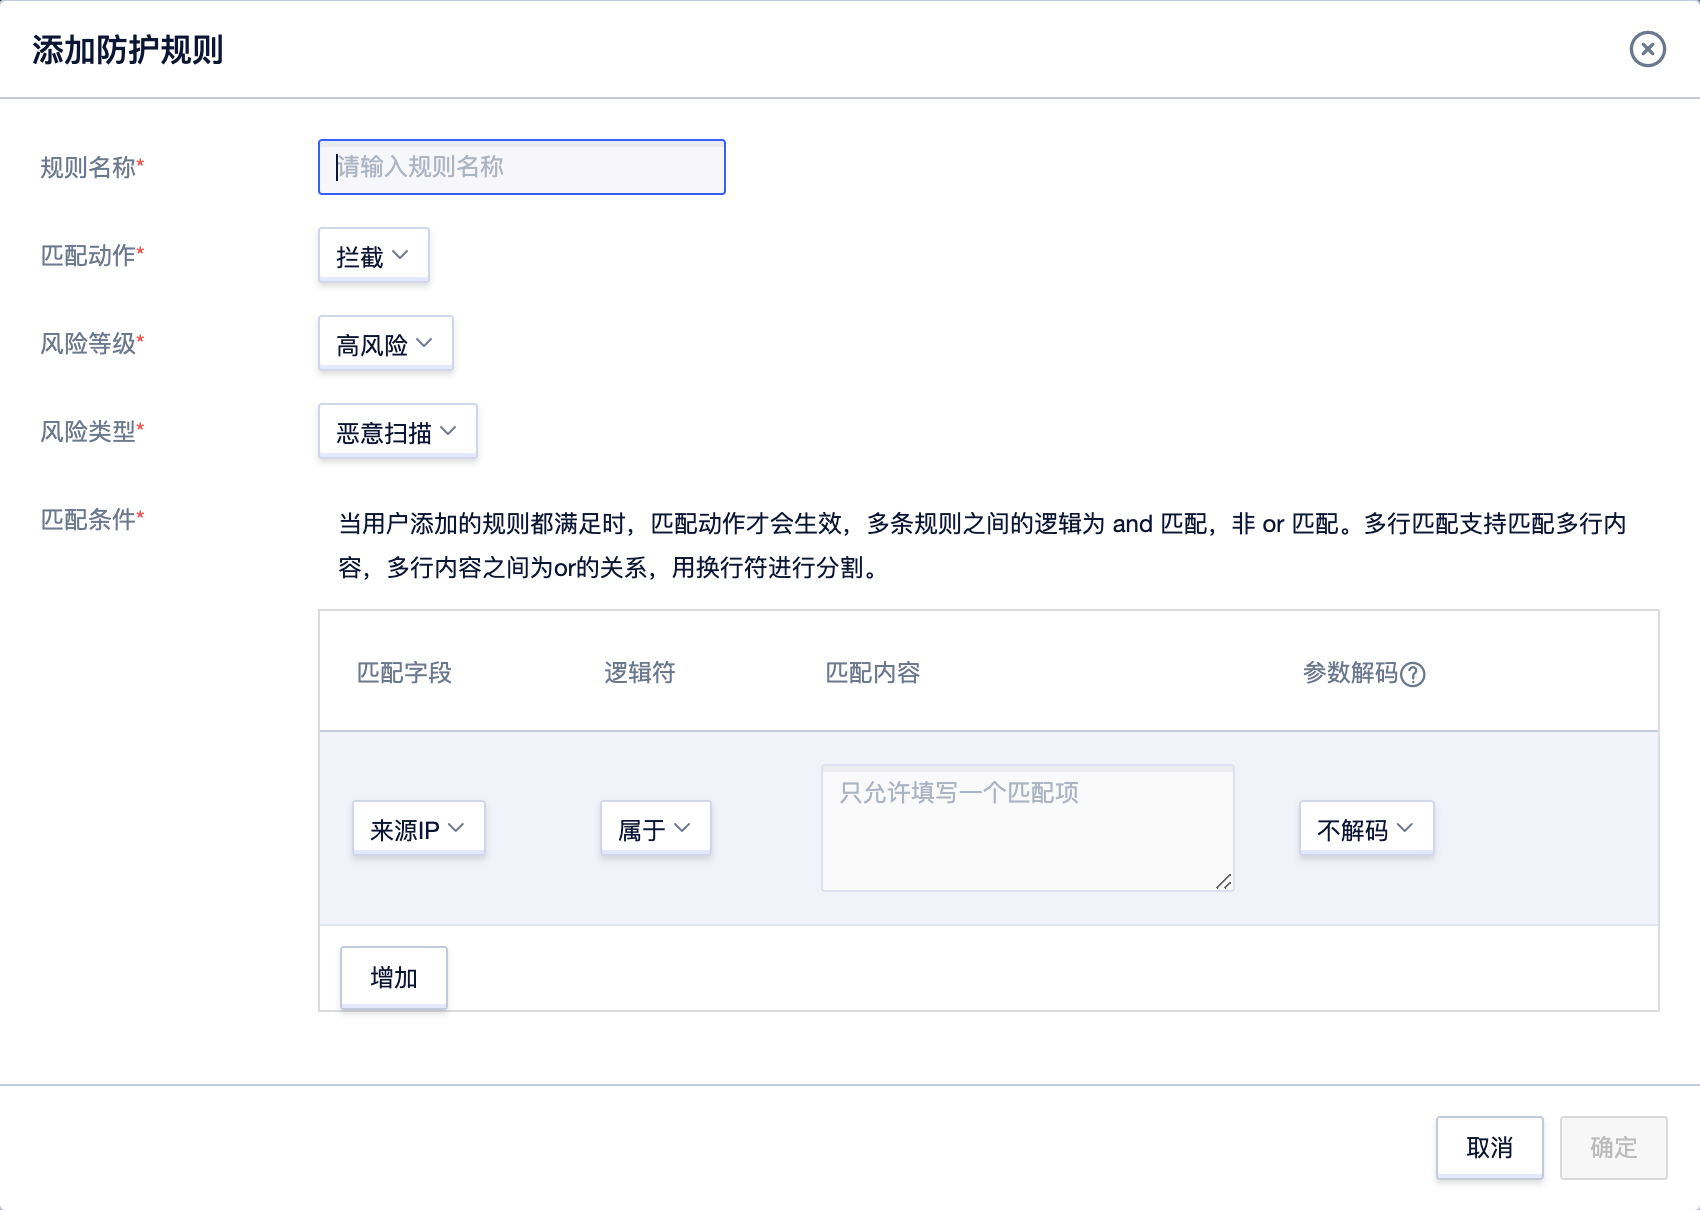 添加防护规则
规则名称*
请输入规则名称
匹配动作*
拦截
风险等级*
高风险
风险类型*
恶意扫描
匹配条件*
当用户添加的规则都满足时，匹配动作才会生效，多条规则之间的逻辑为 and 匹配，非 or 匹配。多行匹配支持匹配多行内
容，多行内容之间为or的关系，用换行符进行分割。
匹配字段 逻辑符 匹配内容 参数解码?
来源IP 属于 只允许填写一个匹配项 不解码
增加
取消 确定